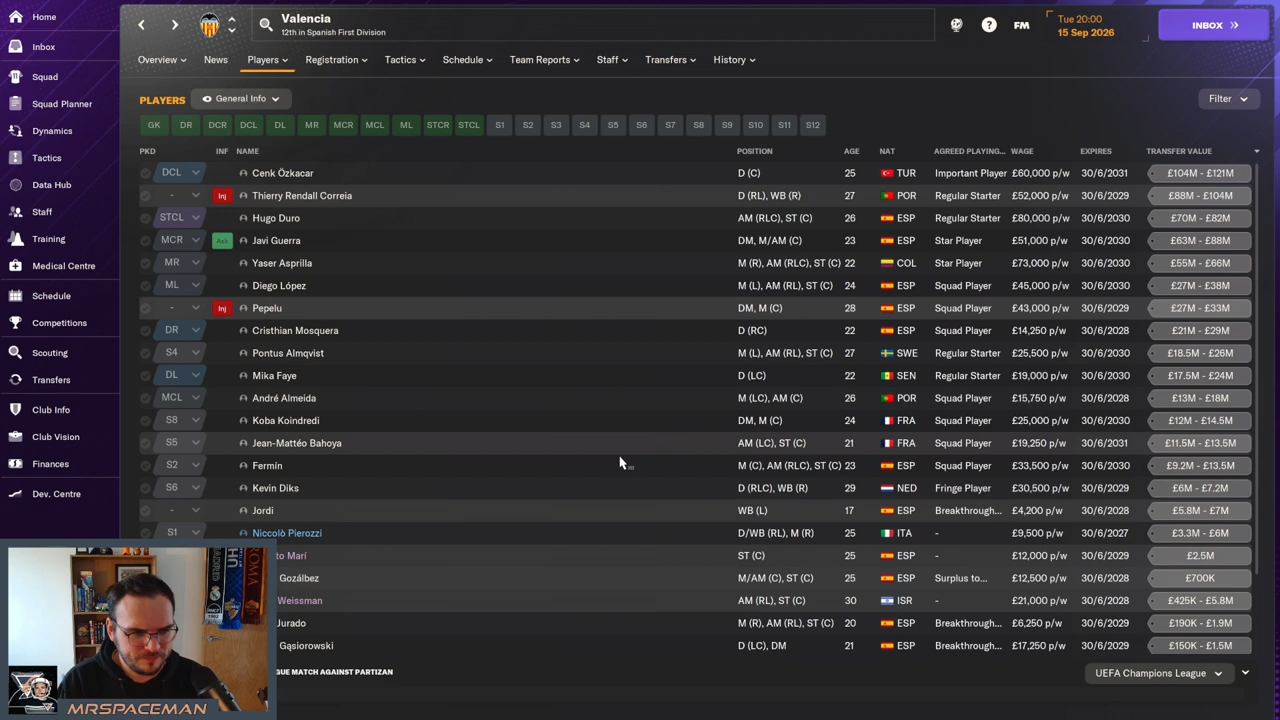 Home
Inbox
Squad
Squad Planner
Dynamics
Tactics
Data Hub
Staff
Training
Medical Centre
Schedule
Competitions
Scouting
Transfers
Club Info
Club Vision
Finances
Dev. Centre
Valencia
12th in Spanish First Division
? FM
Tue 20:00
15 Sep 2026
INBOX
Overview News Players Registration Tactics Schedule Team Reports Staff Transfers History
PLAYERS General Info Filter
GK DR DCR DCL DL MR MCR MCL ML STCR STCL S1 S2 S3 S4 S5 S6 S7 S8 S9 S10 S11 S12
PKD INF NAME POSITION AGE NAT AGREED PLAYING... WAGE EXPIRES TRANSFER VALUE
DCL Cenk Özkacar D (C) 25 TUR Important Player £60,000 p/w 30/6/2031 £104M - £121M
- Inj Thierry Rendall Correia D (RL), WB (R) 27 POR Regular Starter £52,000 p/w 30/6/2029 £88M - £104M
STCL Hugo Duro AM (RLC), ST (C) 26 ESP Regular Starter £80,000 p/w 30/6/2030 £70M - £82M
MCR Ask Javi Guerra DM, M/AM (C) 23 ESP Star Player £51,000 p/w 30/6/2030 £63M - £88M
MR Yaser Asprilla M (R), AM (RLC), ST (C) 22 COL Star Player £73,000 p/w 30/6/2030 £55M - £66M
ML Diego López M (L), AM (RL), ST (C) 24 ESP Squad Player £45,000 p/w 30/6/2030 £27M - £38M
- Inj Pepelu DM, M (C) 28 ESP Squad Player £43,000 p/w 30/6/2029 £27M - £33M
DR Cristhian Mosquera D (RC) 22 ESP Squad Player £14,250 p/w 30/6/2028 £21M - £29M
S4 Pontus Almqvist M (L), AM (RL), ST (C) 27 SWE Regular Starter £25,500 p/w 30/6/2030 £18.5M - £26M
DL Mika Faye D (LC) 22 SEN Regular Starter £19,000 p/w 30/6/2030 £17.5M - £24M
MCL André Almeida M (LC), AM (C) 26 POR Squad Player £15,750 p/w 30/6/2028 £13M - £18M
S8 Koba Koindredi DM, M (C) 24 FRA Squad Player £25,000 p/w 30/6/2030 £12M - £14.5M
S5 Jean-Mattéo Bahoya AM (LC), ST (C) 21 FRA Squad Player £19,250 p/w 30/6/2031 £11.5M - £13.5M
S2 Fermín M (C), AM (RLC), ST (C) 23 ESP Squad Player £33,500 p/w 30/6/2030 £9.2M - £13.5M
S6 Kevin Diks D (RLC), WB (R) 29 NED Fringe Player £30,500 p/w 30/6/2029 £6M - £7.2M
- Jordi WB (L) 17 ESP Breakthrough... £4,200 p/w 30/6/2029 £5.8M - £7M
S1 Niccolò Pierozzi D/WB (RL), M (R) 25 ITA - £9,500 p/w 30/6/2027 £3.3M - £6M
to Marí ST (C) 25 ESP £12,000 p/w 30/6/2029 £2.5M
Gozálbez M/AM (C), ST (C) 25 ESP Surplus to... £12,500 p/w 30/6/2028 £700K
Weissman AM (RL), ST (C) 30 ISR - £21,000 p/w 30/6/2028 £425K - £5.8M
Jurado M (R), AM (RL), ST (C) 20 ESP Breakthrough... £6,250 p/w 30/6/2029 £190K - £1.9M
Gąsiorowski D (LC), DM 21 ESP Breakthrough... £17,250 p/w 30/6/2029 £150K - £1.5M
GUE MATCH AGAINST PARTIZAN UEFA Champions League
MRSPACEMAN